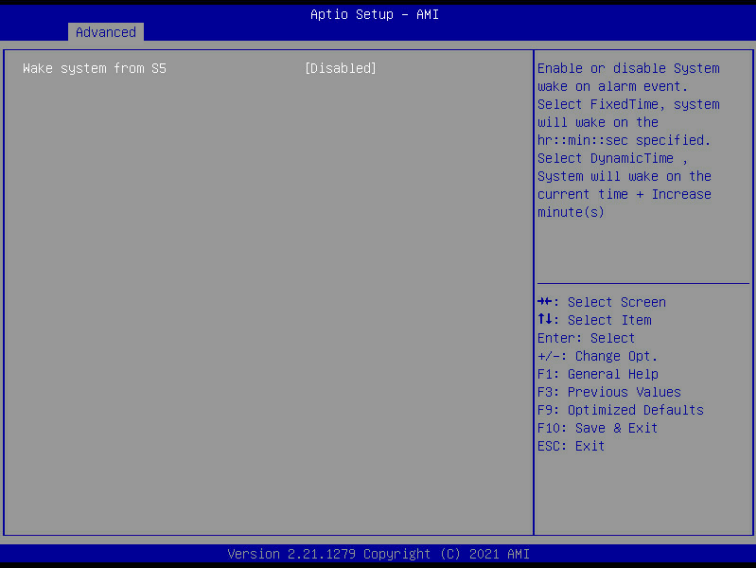 Aptio Setup – AMI
Advanced
Wake system from S5 [Disabled]
Enable or disable System
wake on alarm event.
Select FixedTime, system
will wake on the
hr::min::sec specified.
Select DynamicTime ,
System will wake on the
current time + Increase
minute(s)
→←: Select Screen
↑↓: Select Item
Enter: Select
+/-: Change Opt.
F1: General Help
F3: Previous Values
F9: Optimized Defaults
F10: Save & Exit
ESC: Exit
Version 2.21.1279 Copyright (C) 2021 AMI